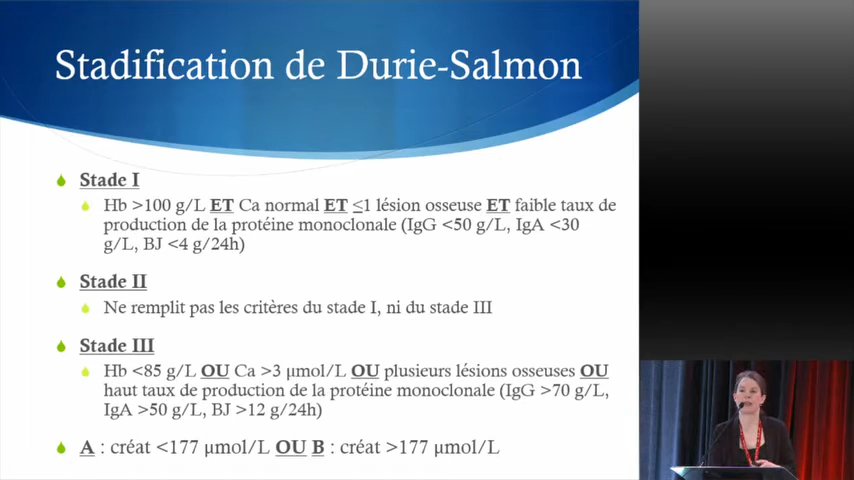 Stadification de Durie-Salmon
Stade I
Hb >100 g/L ET Ca normal ET ≤1 lésion osseuse ET faible taux de
production de la protéine monoclonale (IgG <50 g/L, IgA <30
g/L, BJ <4 g/24h)
Stade II
Ne remplit pas les critères du stade I, ni du stade III
Stade III
Hb <85 g/L OU Ca >3 µmol/L OU plusieurs lésions osseuses OU
haut taux de production de la protéine monoclonale (IgG >70 g/L,
IgA >50 g/L, BJ >12 g/24h)
A : créat <177 µmol/L OU B : créat >177 µmol/L